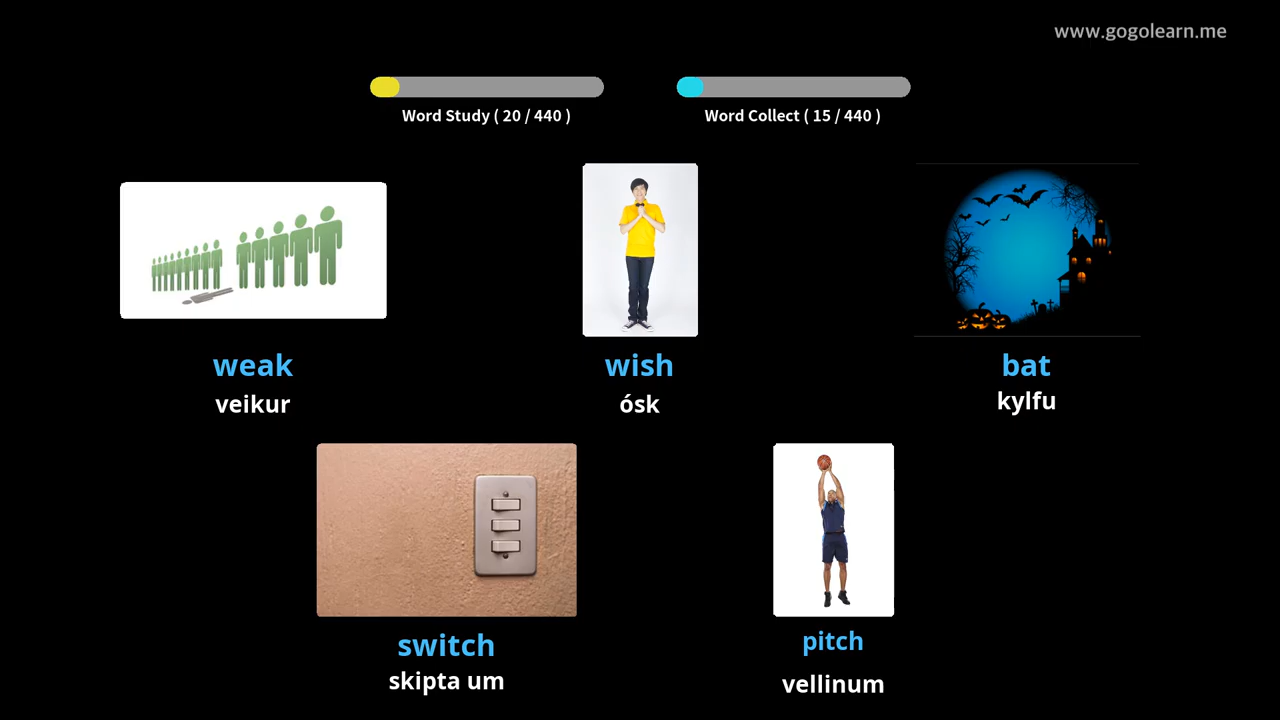 www.gogolearn.me
Word Study ( 20 / 440 )
Word Collect ( 15 / 440 )
weak
veikur
wish
ósk
bat
kylfu
switch
skipta um
pitch
vellinum